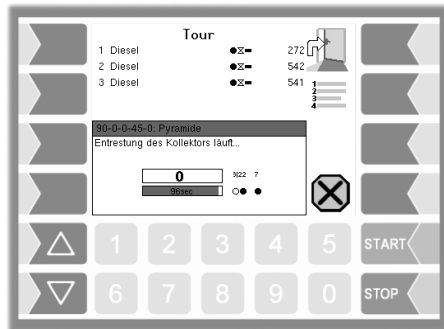 Tour
1 Diesel 272
2 Diesel 542
3 Diesel 541
1
2
3
4
90-0-0-45-0: Pyramide
Entrestung des Kollektors läuft...
0
9|22 7
96sec
1 2 3 4 5 START
6 7 8 9 0 STOP